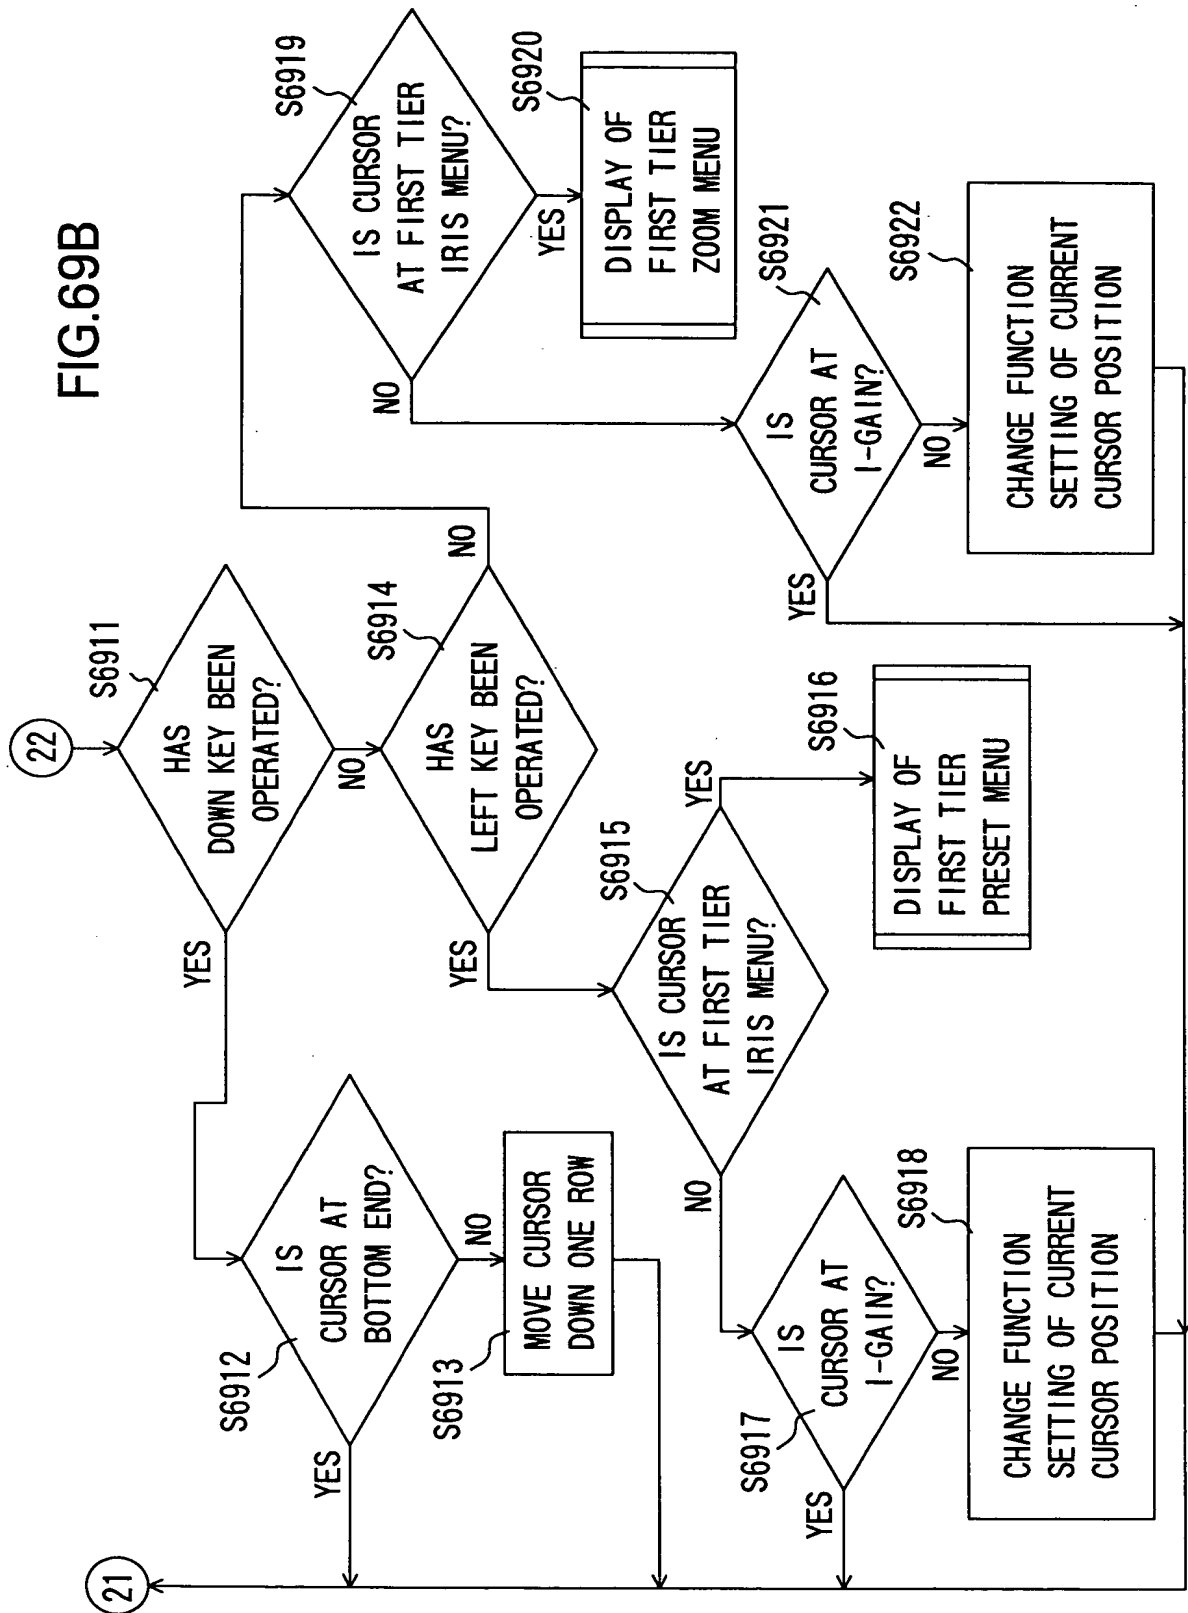 FIG.69B
22
S6911
HAS
DOWN KEY BEEN
OPERATED?
YES
NO
S6912
IS
CURSOR AT
BOTTOM END?
YES
NO
S6913
MOVE CURSOR
DOWN ONE ROW
21
S6914
HAS
LEFT KEY BEEN
OPERATED?
YES
NO
S6915
IS CURSOR
AT FIRST TIER
IRIS MENU?
YES
NO
S6916
DISPLAY OF
FIRST TIER
PRESET MENU
S6917
IS
CURSOR AT
I-GAIN?
YES
NO
S6918
CHANGE FUNCTION
SETTING OF CURRENT
CURSOR POSITION
S6919
IS CURSOR
AT FIRST TIER
IRIS MENU?
YES
NO
S6920
DISPLAY OF
FIRST TIER
ZOOM MENU
S6921
IS
CURSOR AT
I-GAIN?
YES
NO
S6922
CHANGE FUNCTION
SETTING OF CURRENT
CURSOR POSITION